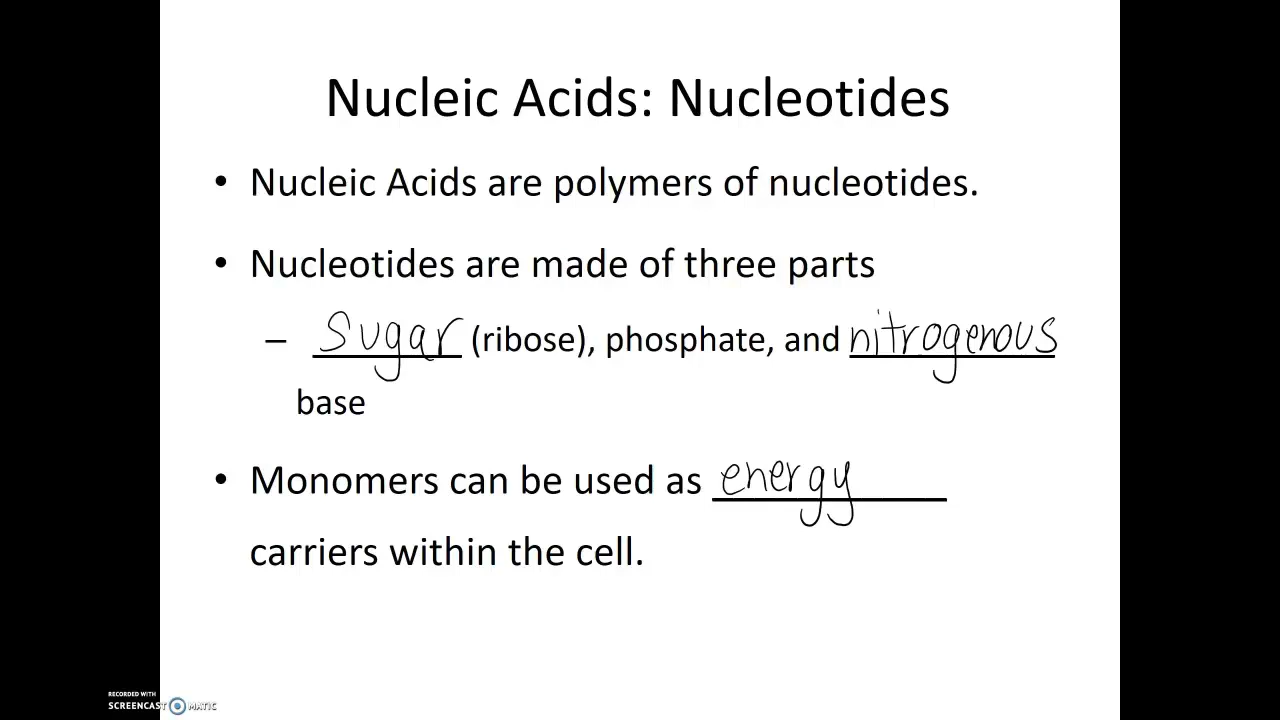 Nucleic Acids: Nucleotides
• Nucleic Acids are polymers of nucleotides.
• Nucleotides are made of three parts
– Sugar (ribose), phosphate, and nitrogenous
base
• Monomers can be used as energy
carriers within the cell.
RECORDED WITH
SCREENCAST MATIC